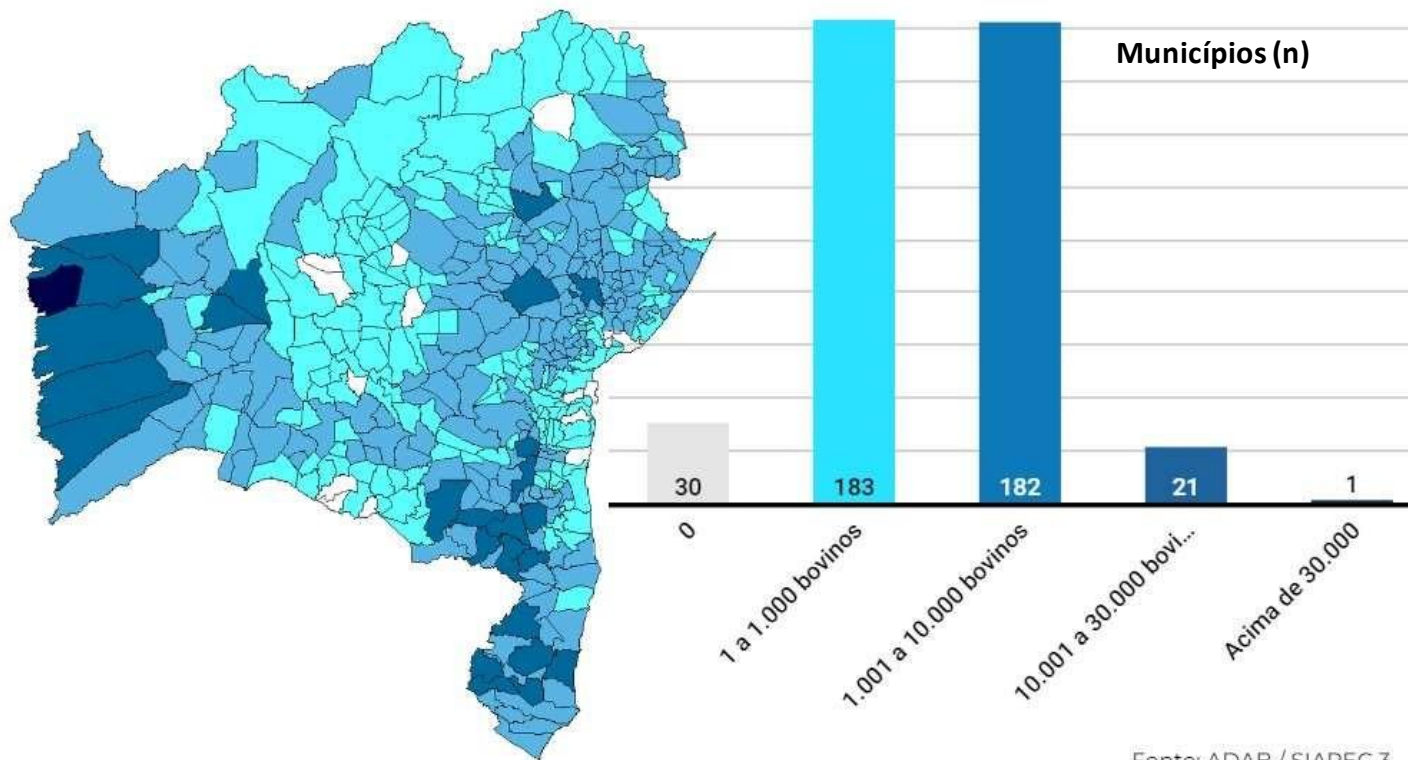 Municípios (n)
30
183
182
21
1
0
1 a 1.000 bovinos
1.001 a 10.000 bovinos
10.001 a 30.000 bovi...
Acima de 30.000
Fonte: ADAB / SIAPEC 3